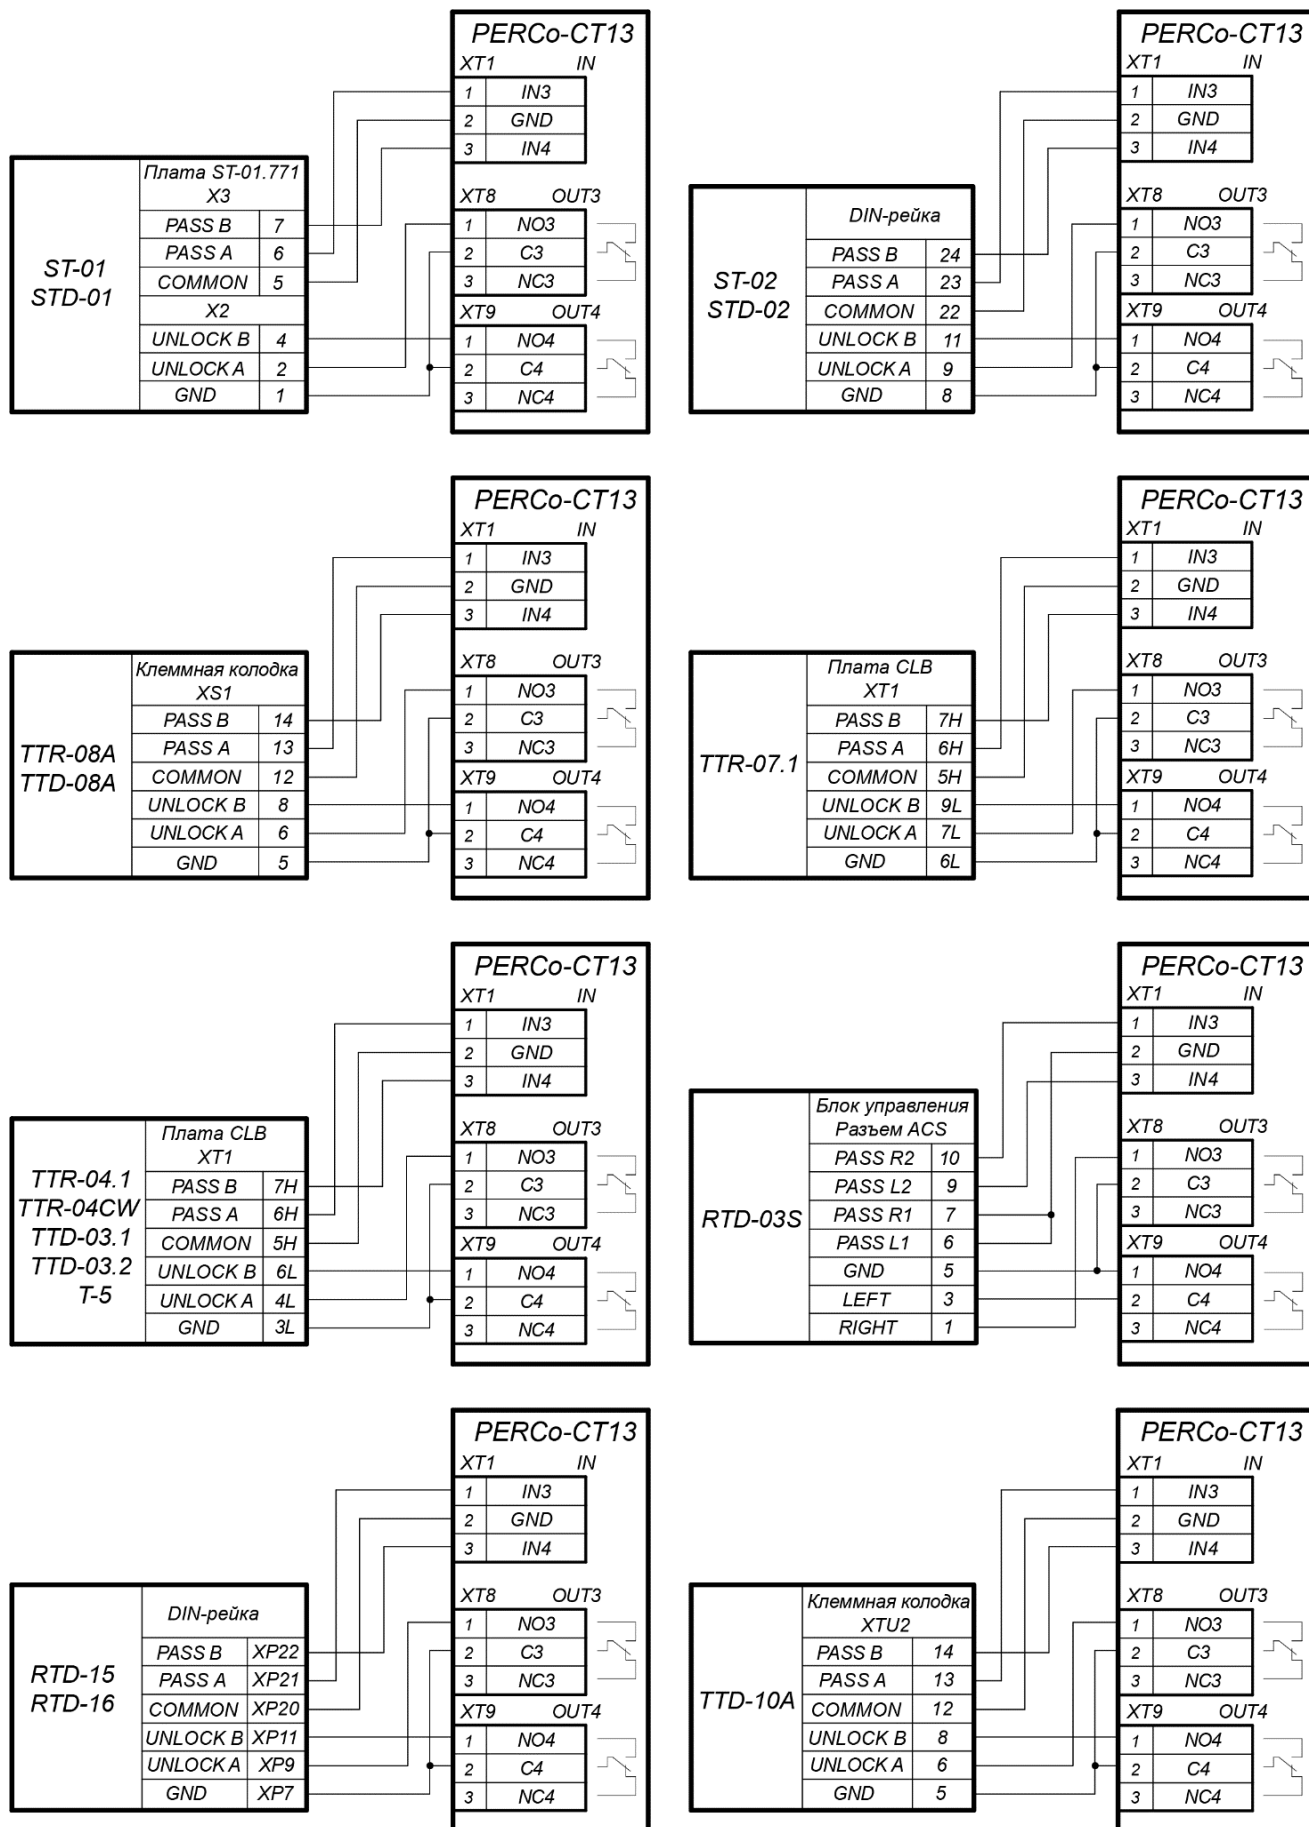 PERCo-CT13
XT1 IN
1 IN3
2 GND
3 IN4
Плата ST-01.771
X3
XT8 OUT3
PASS B 7 1 NO3
PASS A 6 2 C3
ST-01
STD-01
COMMON 5 3 NC3
X2 XT9 OUT4
UNLOCK B 4 1 NO4
UNLOCK A 2 2 C4
GND 1 3 NC4
PERCo-CT13
XT1 IN
1 IN3
2 GND
3 IN4
DIN-рейка
XT8 OUT3
1 NO3
PASS B 24 2 C3
ST-02
STD-02
PASS A 23 3 NC3
COMMON 22 XT9 OUT4
UNLOCK B 11 1 NO4
UNLOCK A 9 2 C4
GND 8 3 NC4
PERCo-CT13
XT1 IN
1 IN3
2 GND
3 IN4
Клеммная колодка
XS1
XT8 OUT3
1 NO3
PASS B 14 2 C3
TTR-08A
TTD-08A
PASS A 13 3 NC3
COMMON 12 XT9 OUT4
UNLOCK B 8 1 NO4
UNLOCK A 6 2 C4
GND 5 3 NC4
PERCo-CT13
XT1 IN
1 IN3
2 GND
3 IN4
Плата CLB
XT1
XT8 OUT3
1 NO3
PASS B 7H 2 C3
TTR-07.1
PASS A 6H 3 NC3
COMMON 5H XT9 OUT4
UNLOCK B 9L 1 NO4
UNLOCK A 7L 2 C4
GND 6L 3 NC4
PERCo-CT13
XT1 IN
1 IN3
2 GND
3 IN4
Плата CLB
XT1
XT8 OUT3
1 NO3
TTR-04.1
TTR-04CW
TTD-03.1
TTD-03.2
T-5
PASS B 7H 2 C3
PASS A 6H 3 NC3
COMMON 5H XT9 OUT4
UNLOCK B 6L 1 NO4
UNLOCK A 4L 2 C4
GND 3L 3 NC4
PERCo-CT13
XT1 IN
1 IN3
2 GND
3 IN4
Блок управления
Разъем ACS
XT8 OUT3
PASS R2 10 1 NO3
PASS L2 9 2 C3
RTD-03S
PASS R1 7 3 NC3
PASS L1 6 XT9 OUT4
GND 5 1 NO4
LEFT 3 2 C4
RIGHT 1 3 NC4
PERCo-CT13
XT1 IN
1 IN3
2 GND
3 IN4
DIN-рейка
XT8 OUT3
1 NO3
PASS B XP22 2 C3
RTD-15
RTD-16
PASS A XP21 3 NC3
COMMON XP20 XT9 OUT4
UNLOCK B XP11 1 NO4
UNLOCK A XP9 2 C4
GND XP7 3 NC4
PERCo-CT13
XT1 IN
1 IN3
2 GND
3 IN4
Клеммная колодка
XTU2
XT8 OUT3
1 NO3
PASS B 14 2 C3
TTD-10A
PASS A 13 3 NC3
COMMON 12 XT9 OUT4
UNLOCK B 8 1 NO4
UNLOCK A 6 2 C4
GND 5 3 NC4